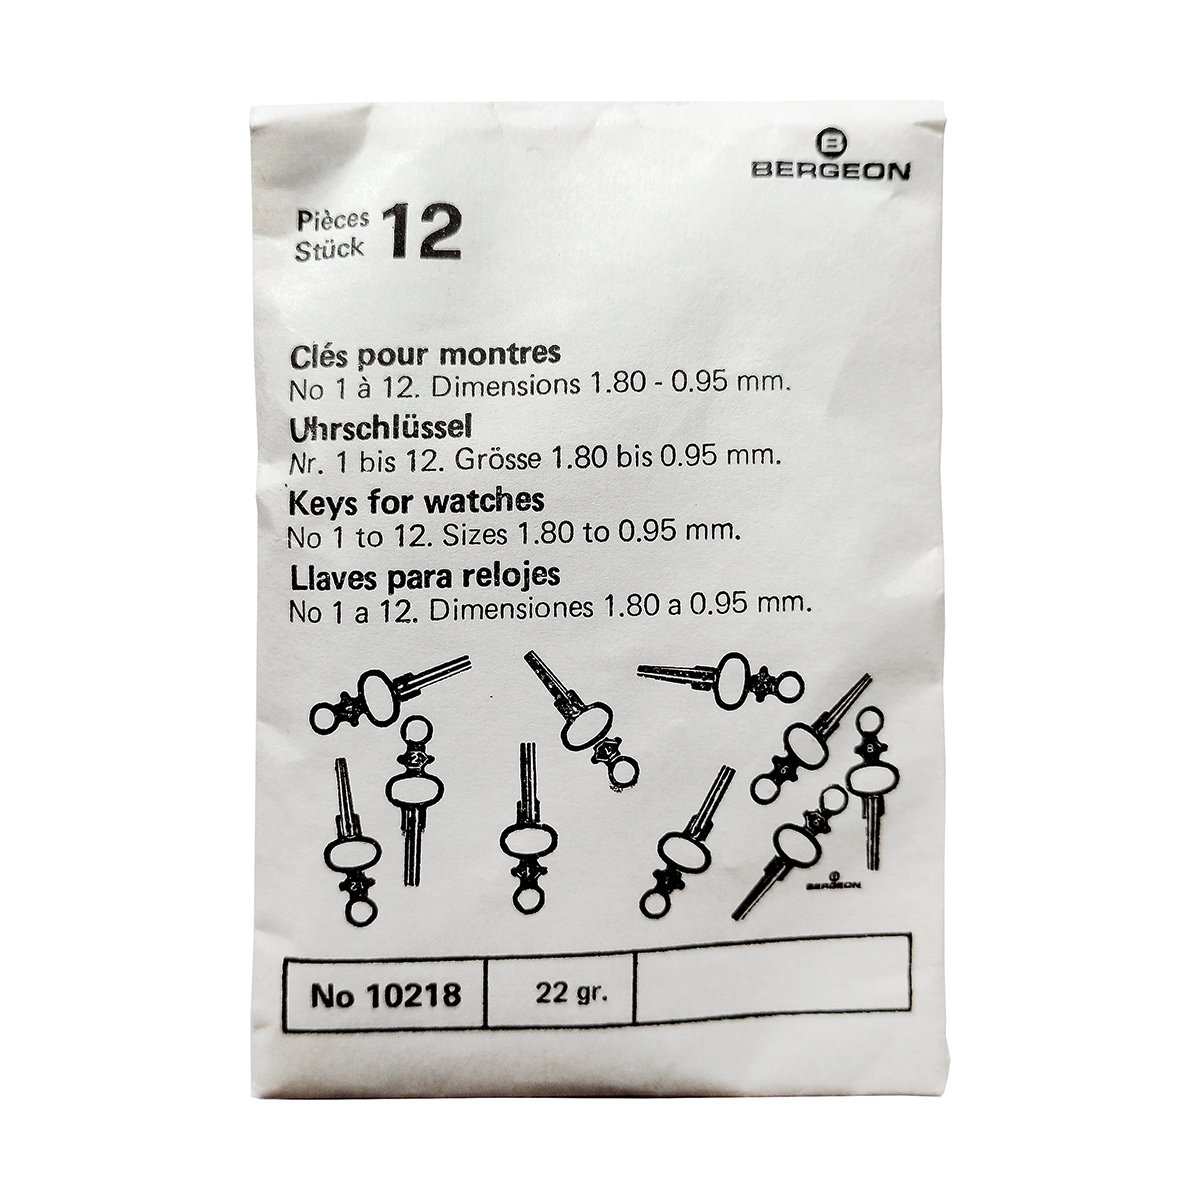 B
BERGEON
Pièces
Stück
12
Clés pour montres
No 1 à 12. Dimensions 1.80 - 0.95 mm.
Uhrschlüssel
Nr. 1 bis 12. Grösse 1.80 bis 0.95 mm.
Keys for watches
No 1 to 12. Sizes 1.80 to 0.95 mm.
Llaves para relojes
No 1 a 12. Dimensiones 1.80 a 0.95 mm.
8
BERGEON
No 10218
22 gr.